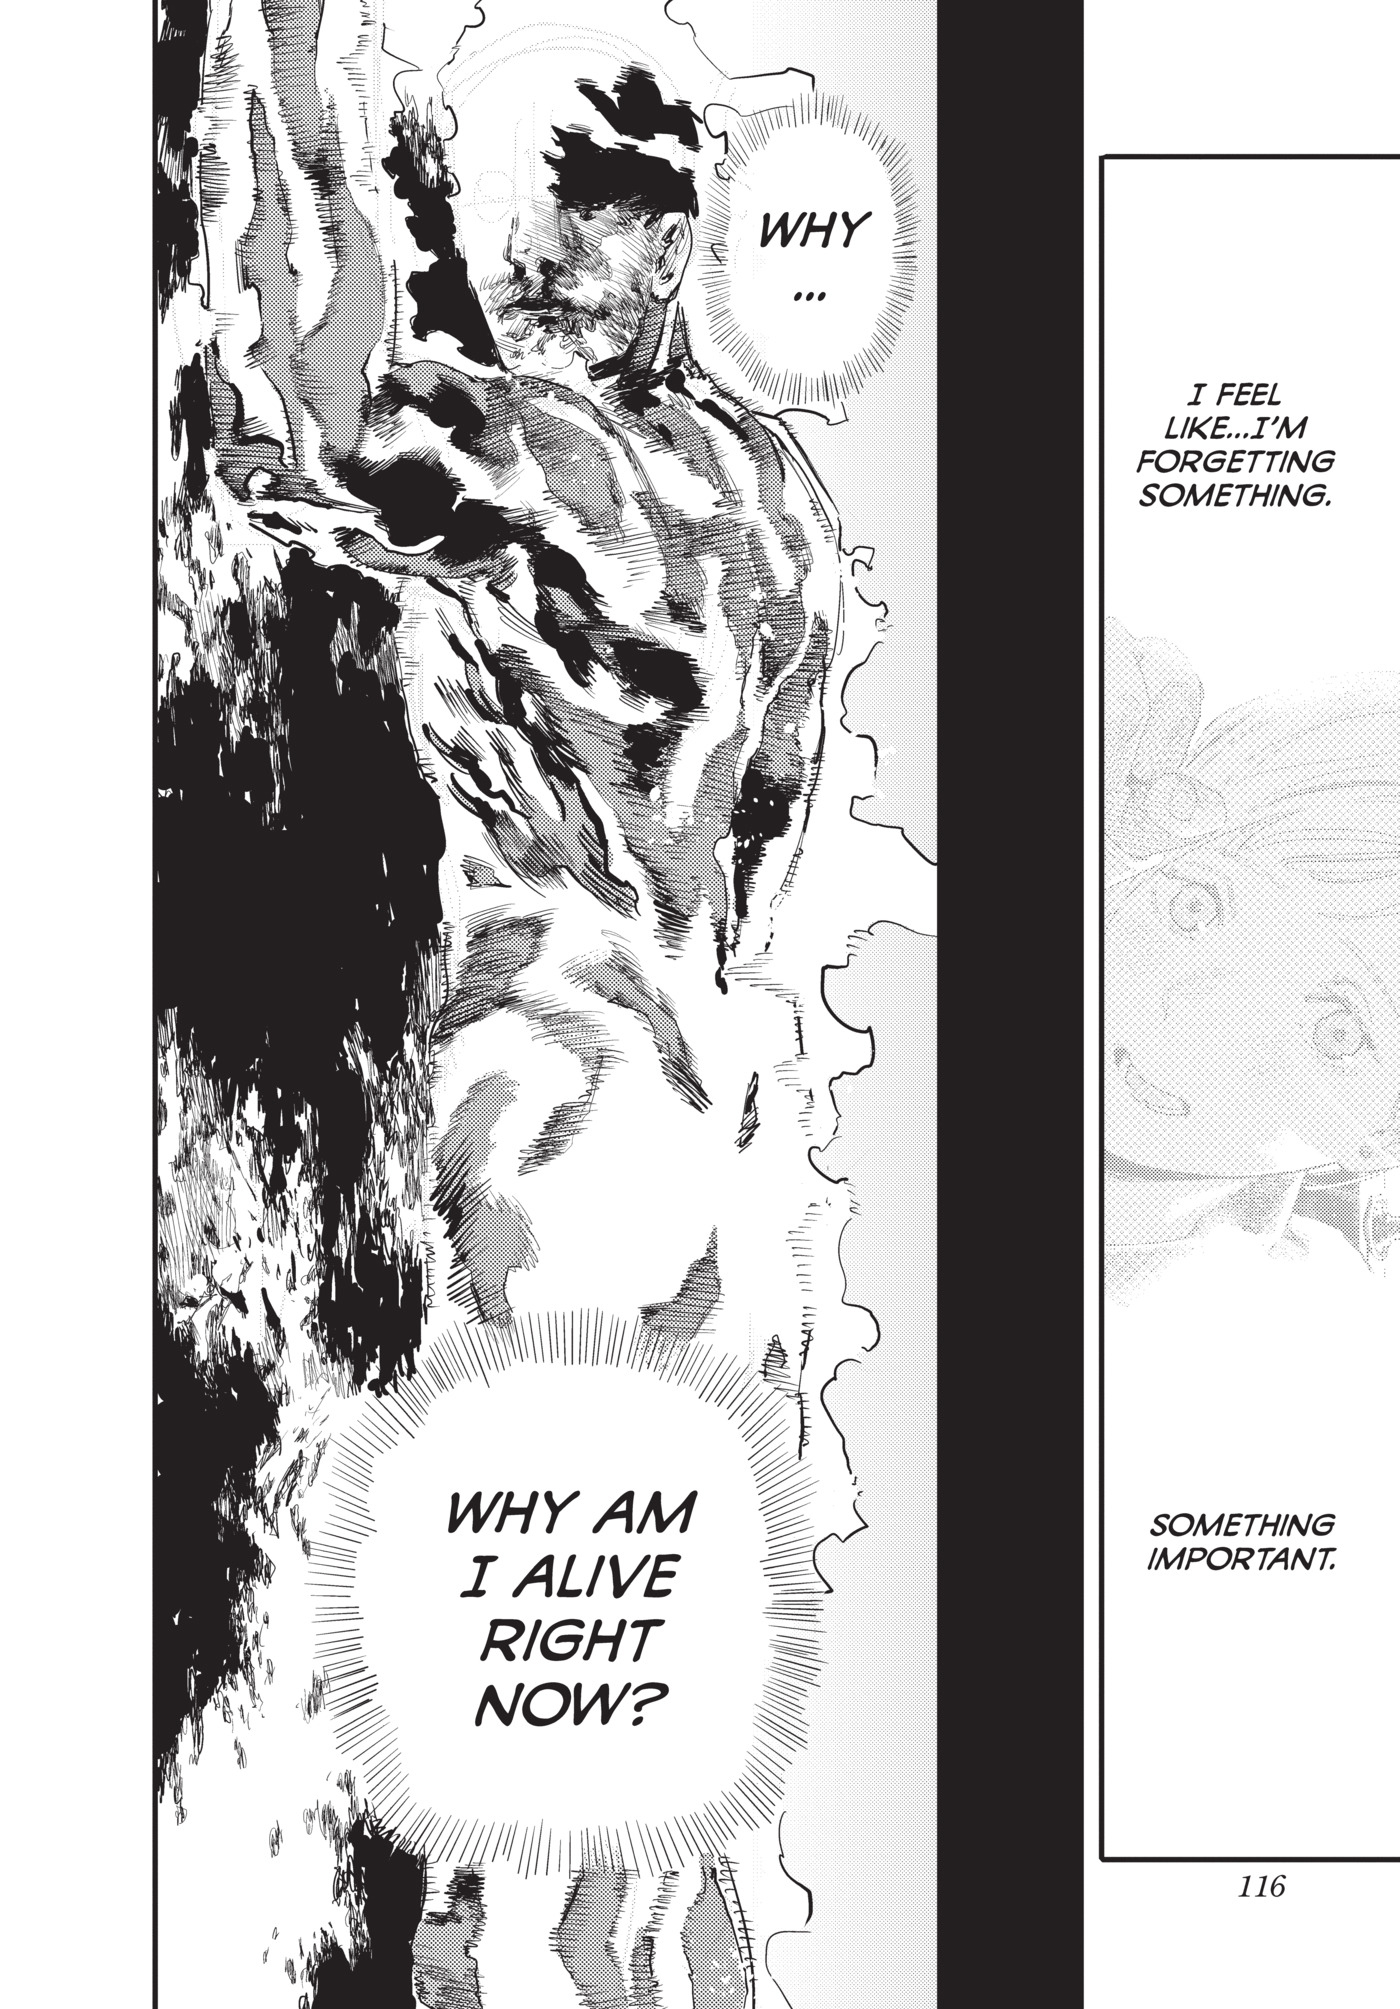 I FEEL
LIKE...I'M
FORGETTING
SOMETHING.
SOMETHING
IMPORTANT.
WHY
...
WHY AM
I ALIVE
RIGHT
NOW?
116